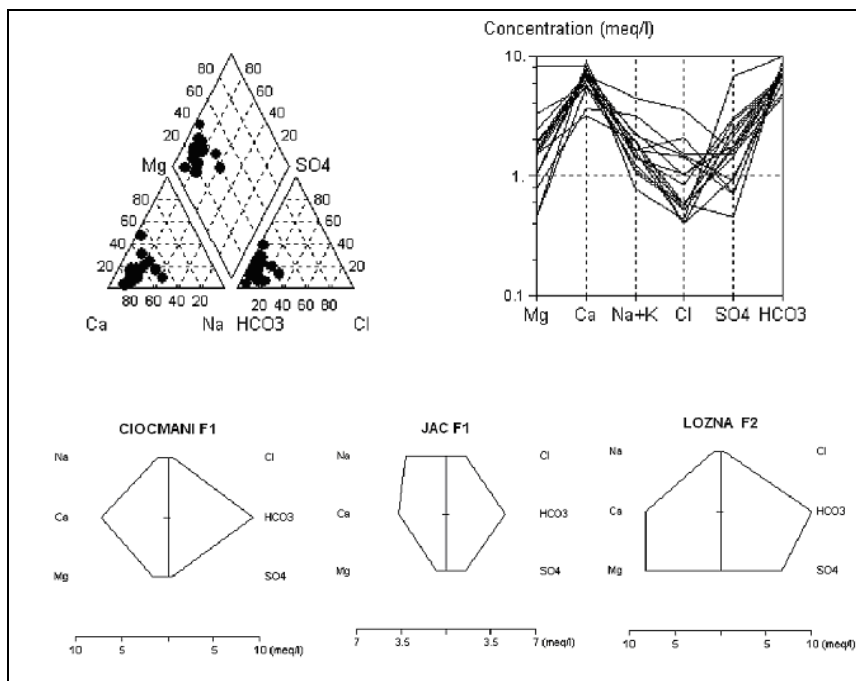 Concentration (meq/l)
80 80
60 60
40 40
20 20
Mg SO4
80 80
60 60
40 40
20 20
80 60 40 20 20 40 60 80
Ca Na HCO3 Cl
10.
1.
0.1
Mg Ca Na+K Cl SO4 HCO3
CIOCMANI F1
Na Cl
Ca HCO3
Mg SO4
10 5 5 10 (meq/l)
JAC F1
Na Cl
Ca HCO3
Mg SO4
7 3.5 3.5 7 (meq/l)
LOZNA F2
Na Cl
Ca HCO3
Mg SO4
10 5 5 10 (meq/l)